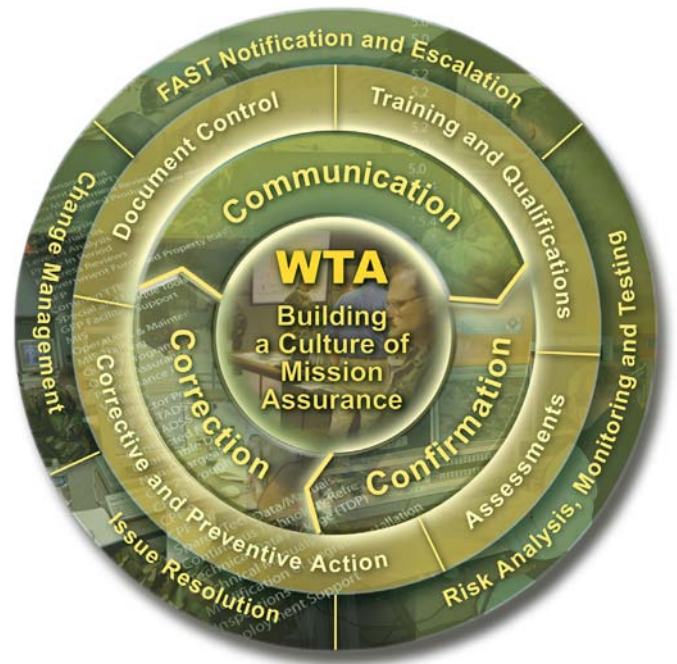 FAST Notification and Escalation
Risk Analysis, Monitoring and Testing
Issue Resolution
Change Management
Document Control
Training and Qualifications
Assessments
Corrective and Preventive Action
Communication
Confirmation
Correction
WTA
Building
a Culture of
Mission
Assurance